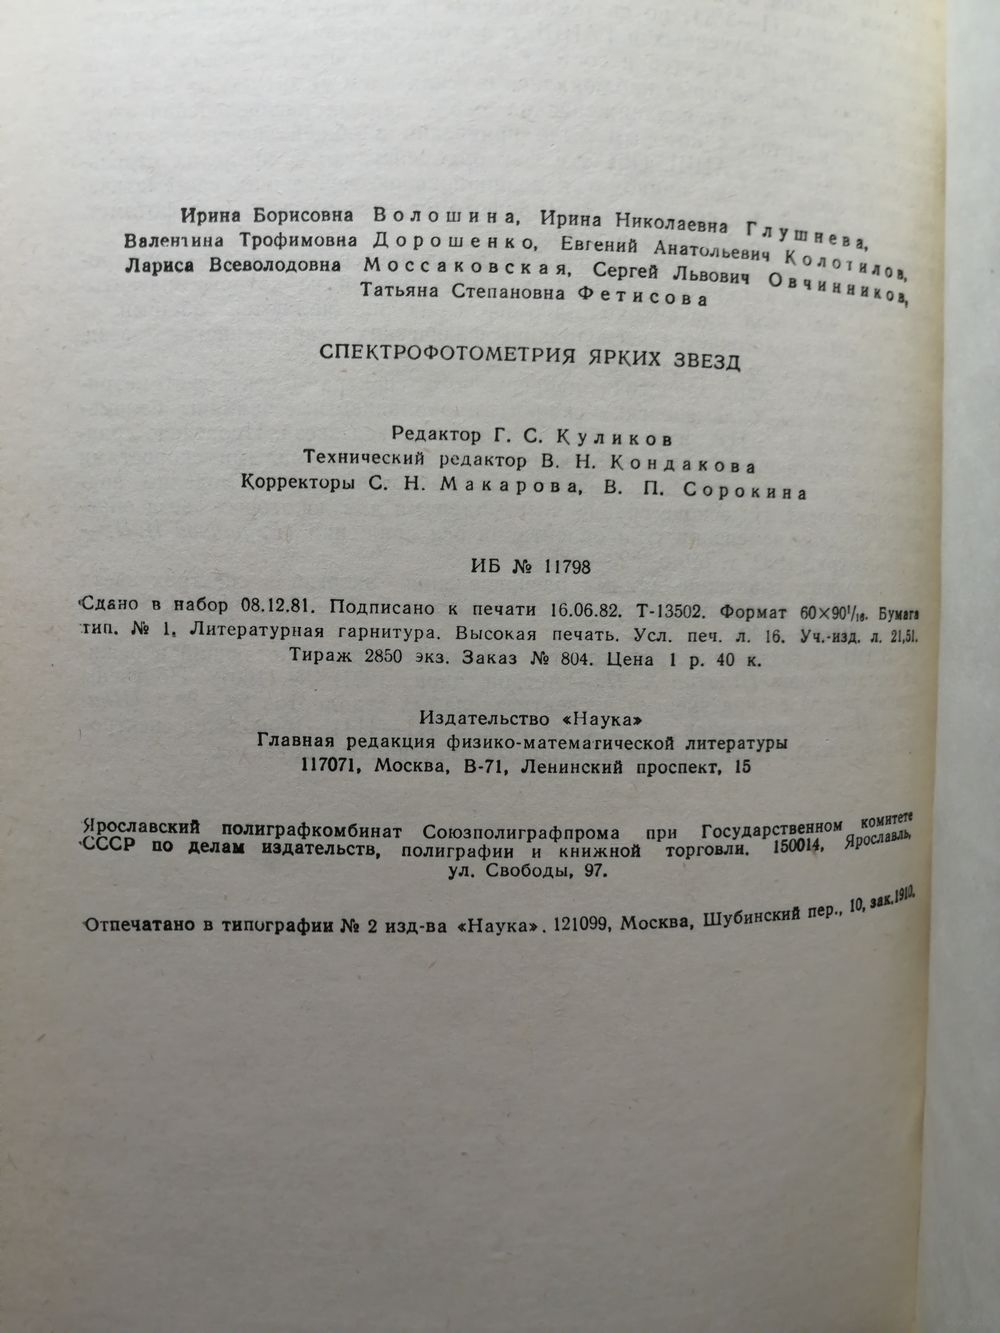 Ирина Борисовна Волошина, Ирина Николаевна Глушнева,
Валентина Трофимовна Дорошенко, Евгений Анатольевич Колотилов,
Лариса Всеволодовна Моссаковская, Сергей Львович Овчинников,
Татьяна Степановна Фетисова
СПЕКТРОФОТОМЕТРИЯ ЯРКИХ ЗВЕЗД
Редактор Г. С. Куликов
Технический редактор В. Н. Кондакова
Корректоры С. Н. Макарова, В. П. Сорокина
ИБ № 11798
Сдано в набор 08.12.81. Подписано к печати 16.06.82. Т-13502. Формат 60×90¹/₁₆. Бумага
тип. № 1. Литературная гарнитура. Высокая печать. Усл. печ. л. 16. Уч.-изд. л. 21,51.
Тираж 2850 экз. Заказ № 804. Цена 1 р. 40 к.
Издательство «Наука»
Главная редакция физико-математической литературы
117071, Москва, В-71, Ленинский проспект, 15
Ярославский полиграфкомбинат Союзполиграфпрома при Государственном комитете
СССР по делам издательств, полиграфии и книжной торговли. 150014, Ярославль,
ул. Свободы, 97.
Отпечатано в типографии № 2 изд-ва «Наука». 121099, Москва, Шубинский пер., 10, зак.1910.